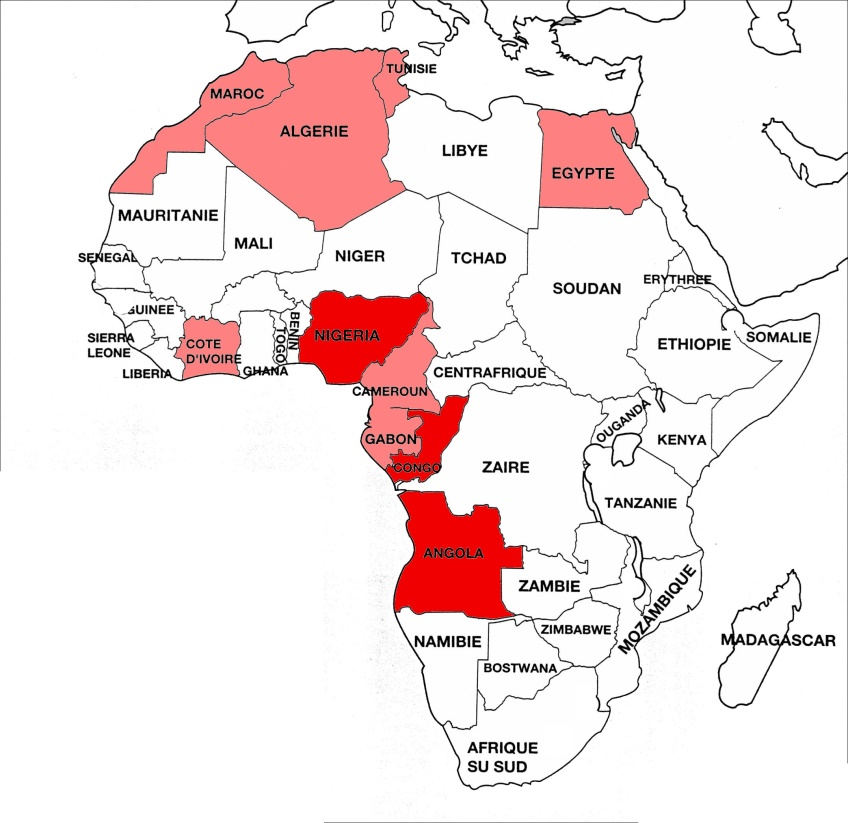 TUNISIE
MAROC
ALGERIE
LIBYE
EGYPTE
MAURITANIE
MALI
NIGER
TCHAD
SENEGAL
SOUDAN
ERYTHREE
GUINEE
BENIN
TOGO
NIGERIA
SIERRA
LEONE
COTE
D'IVOIRE
ETHIOPIE
SOMALIE
LIBERIA
GHANA
CENTRAFRIQUE
CAMEROUN
OUGANDA
GABON
KENYA
CONGO
ZAIRE
TANZANIE
ANGOLA
ZAMBIE
MOZAMBIQUE
ZIMBABWE
NAMIBIE
MADAGASCAR
BOSTWANA
AFRIQUE
SU SUD